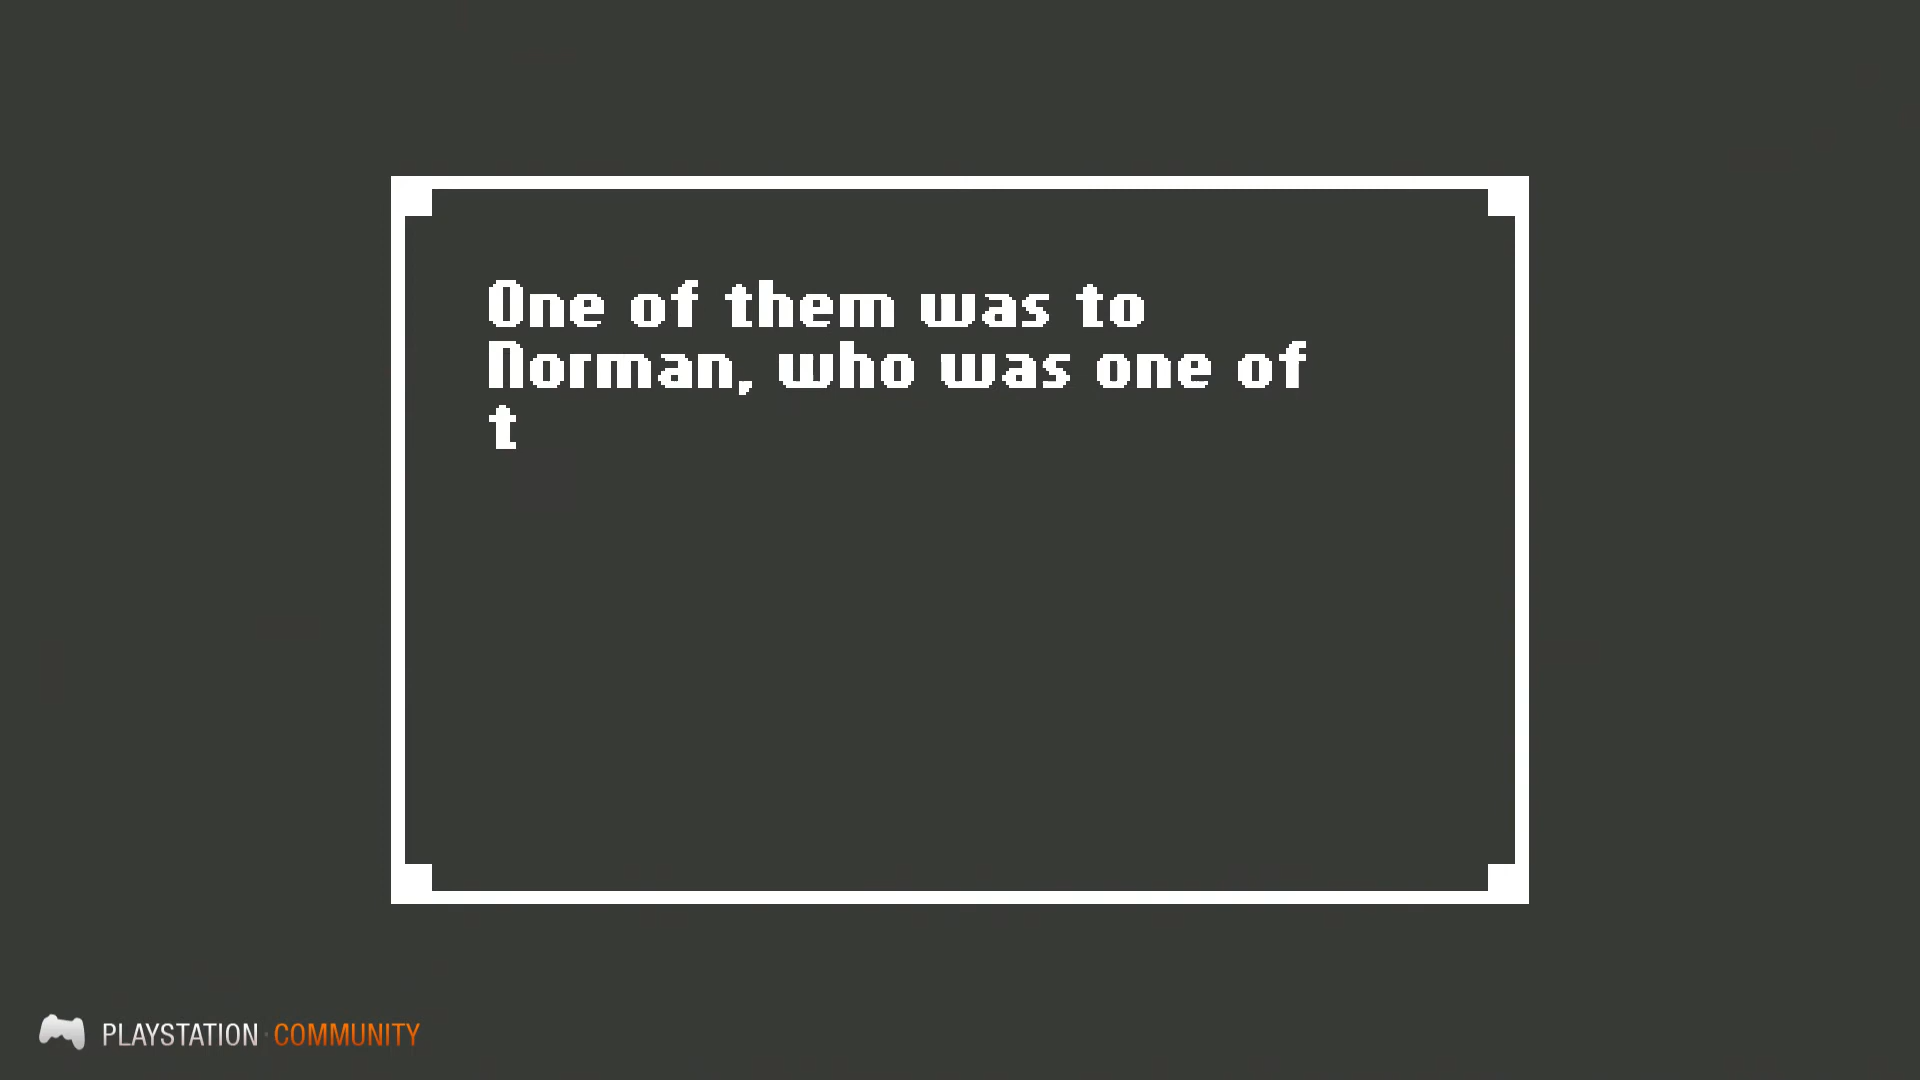 One of them was to
Norman, who was one of
t
PLAYSTATION·COMMUNITY